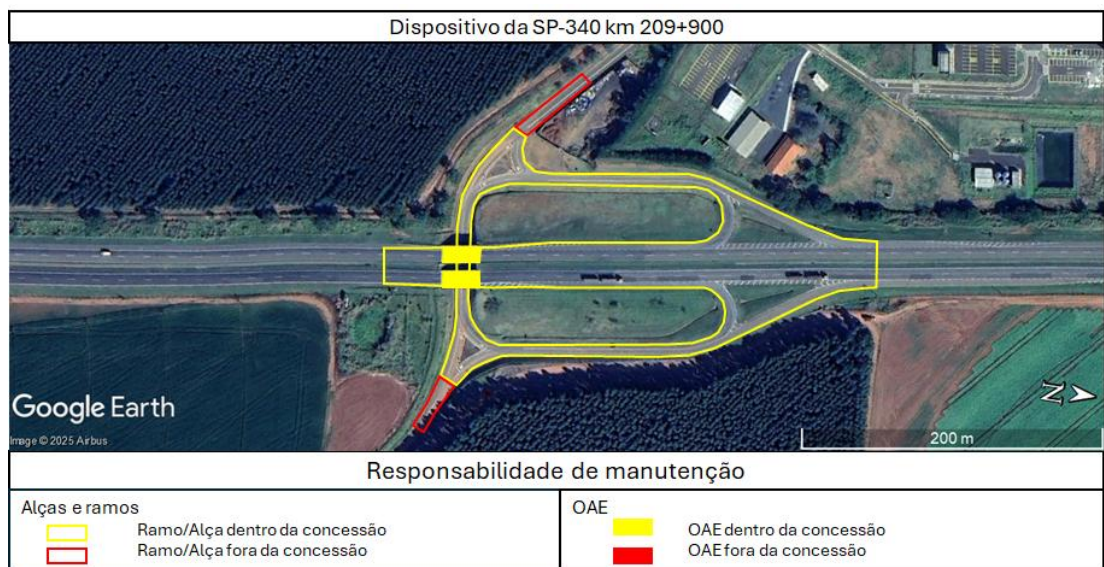 Dispositivo da SP-340 km 209+900
Google Earth
Image © 2025 Airbus
N
200 m
Responsabilidade de manutenção
Alças e ramos
Ramo/Alça dentro da concessão
Ramo/Alça fora da concessão
OAE
OAE dentro da concessão
OAE fora da concessão